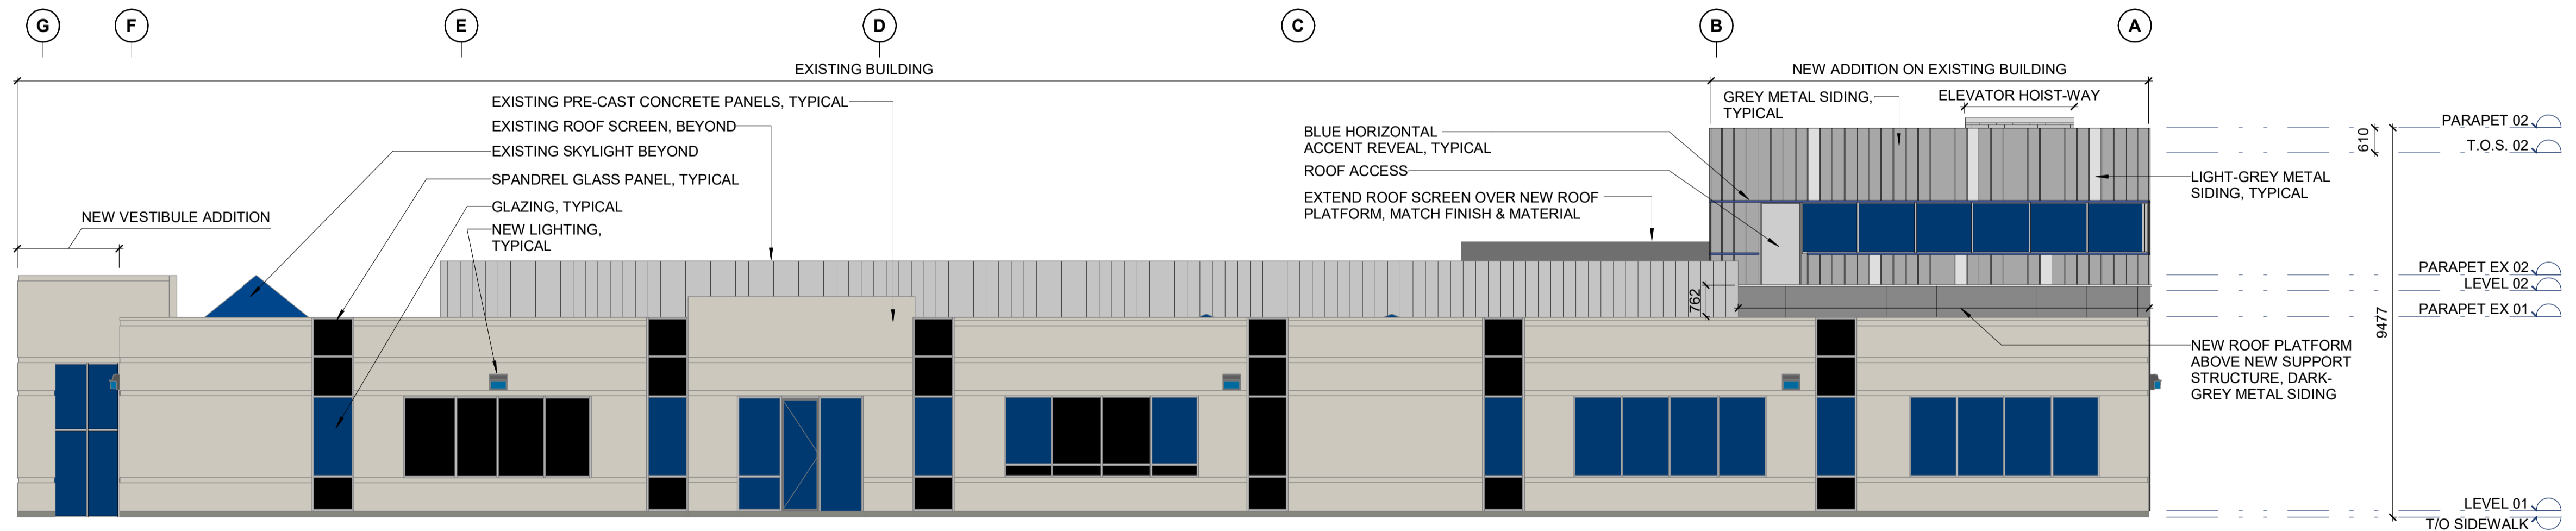 G F E D C B A
EXISTING BUILDING
NEW ADDITION ON EXISTING BUILDING
EXISTING PRE-CAST CONCRETE PANELS, TYPICAL
EXISTING ROOF SCREEN, BEYOND
EXISTING SKYLIGHT BEYOND
SPANDREL GLASS PANEL, TYPICAL
GLAZING, TYPICAL
NEW LIGHTING,
TYPICAL
NEW VESTIBULE ADDITION
BLUE HORIZONTAL
ACCENT REVEAL, TYPICAL
ROOF ACCESS
EXTEND ROOF SCREEN OVER NEW ROOF
PLATFORM, MATCH FINISH & MATERIAL
GREY METAL SIDING,
TYPICAL
ELEVATOR HOIST-WAY
LIGHT-GREY METAL
SIDING, TYPICAL
NEW ROOF PLATFORM
ABOVE NEW SUPPORT
STRUCTURE, DARK-
GREY METAL SIDING
762
610
9477
PARAPET 02
T.O.S. 02
PARAPET EX 02
LEVEL 02
PARAPET EX 01
LEVEL 01
T/O SIDEWALK